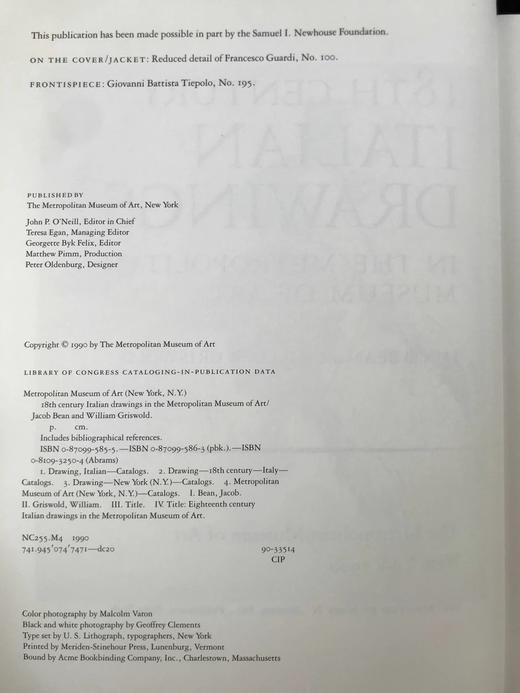 This publication has been made possible in part by the Samuel I. Newhouse Foundation.
ON THE COVER/JACKET: Reduced detail of Francesco Guardi, No. 100.
FRONTISPIECE: Giovanni Battista Tiepolo, No. 195.
PUBLISHED BY
The Metropolitan Museum of Art, New York
John P. O'Neill, Editor in Chief
Teresa Egan, Managing Editor
Georgette Byk Felix, Editor
Matthew Pimm, Production
Peter Oldenburg, Designer
Copyright © 1990 by The Metropolitan Museum of Art
LIBRARY OF CONGRESS CATALOGING-IN-PUBLICATION DATA
Metropolitan Museum of Art (New York, N.Y.)
18th century Italian drawings in the Metropolitan Museum of Art/
Jacob Bean and William Griswold.
p. cm.
Includes bibliographical references.
ISBN 0-87099-585-5.—ISBN 0-87099-586-3 (pbk.).—ISBN
0-8109-3250-4 (Abrams)
1. Drawing, Italian—Catalogs. 2. Drawing—18th century—Italy—
Catalogs. 3. Drawing—New York (N.Y.)—Catalogs. 4. Metropolitan
Museum of Art (New York, N.Y.)—Catalogs. I. Bean, Jacob.
II. Griswold, William. III. Title. IV. Title: Eighteenth century
Italian drawings in the Metropolitan Museum of Art.
NC255.M4 1990
741.945'074'7471—dc20 90-33514
CIP
Color photography by Malcolm Varon
Black and white photography by Geoffrey Clements
Type set by U. S. Lithograph, typographers, New York
Printed by Meriden-Stinehour Press, Lunenburg, Vermont
Bound by Acme Bookbinding Company, Inc., Charlestown, Massachusetts